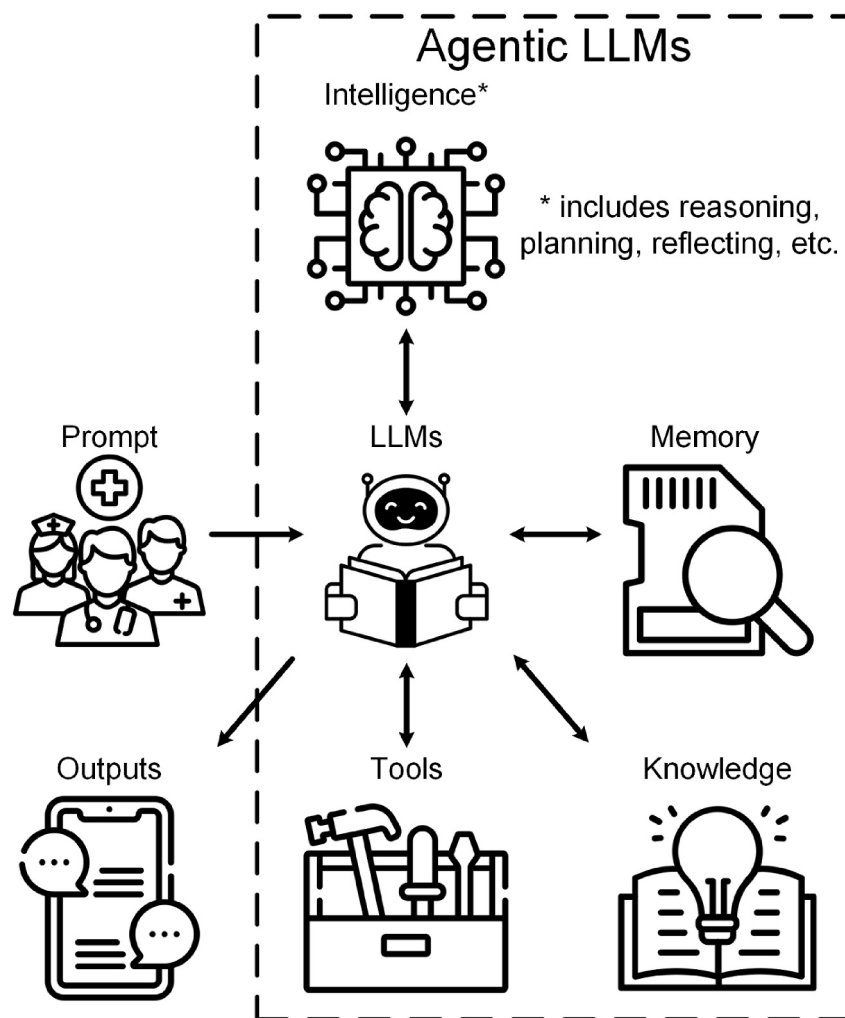 Agentic LLMs
Intelligence*
* includes reasoning,
planning, reflecting, etc.
Prompt
LLMs
Memory
Outputs
Tools
Knowledge